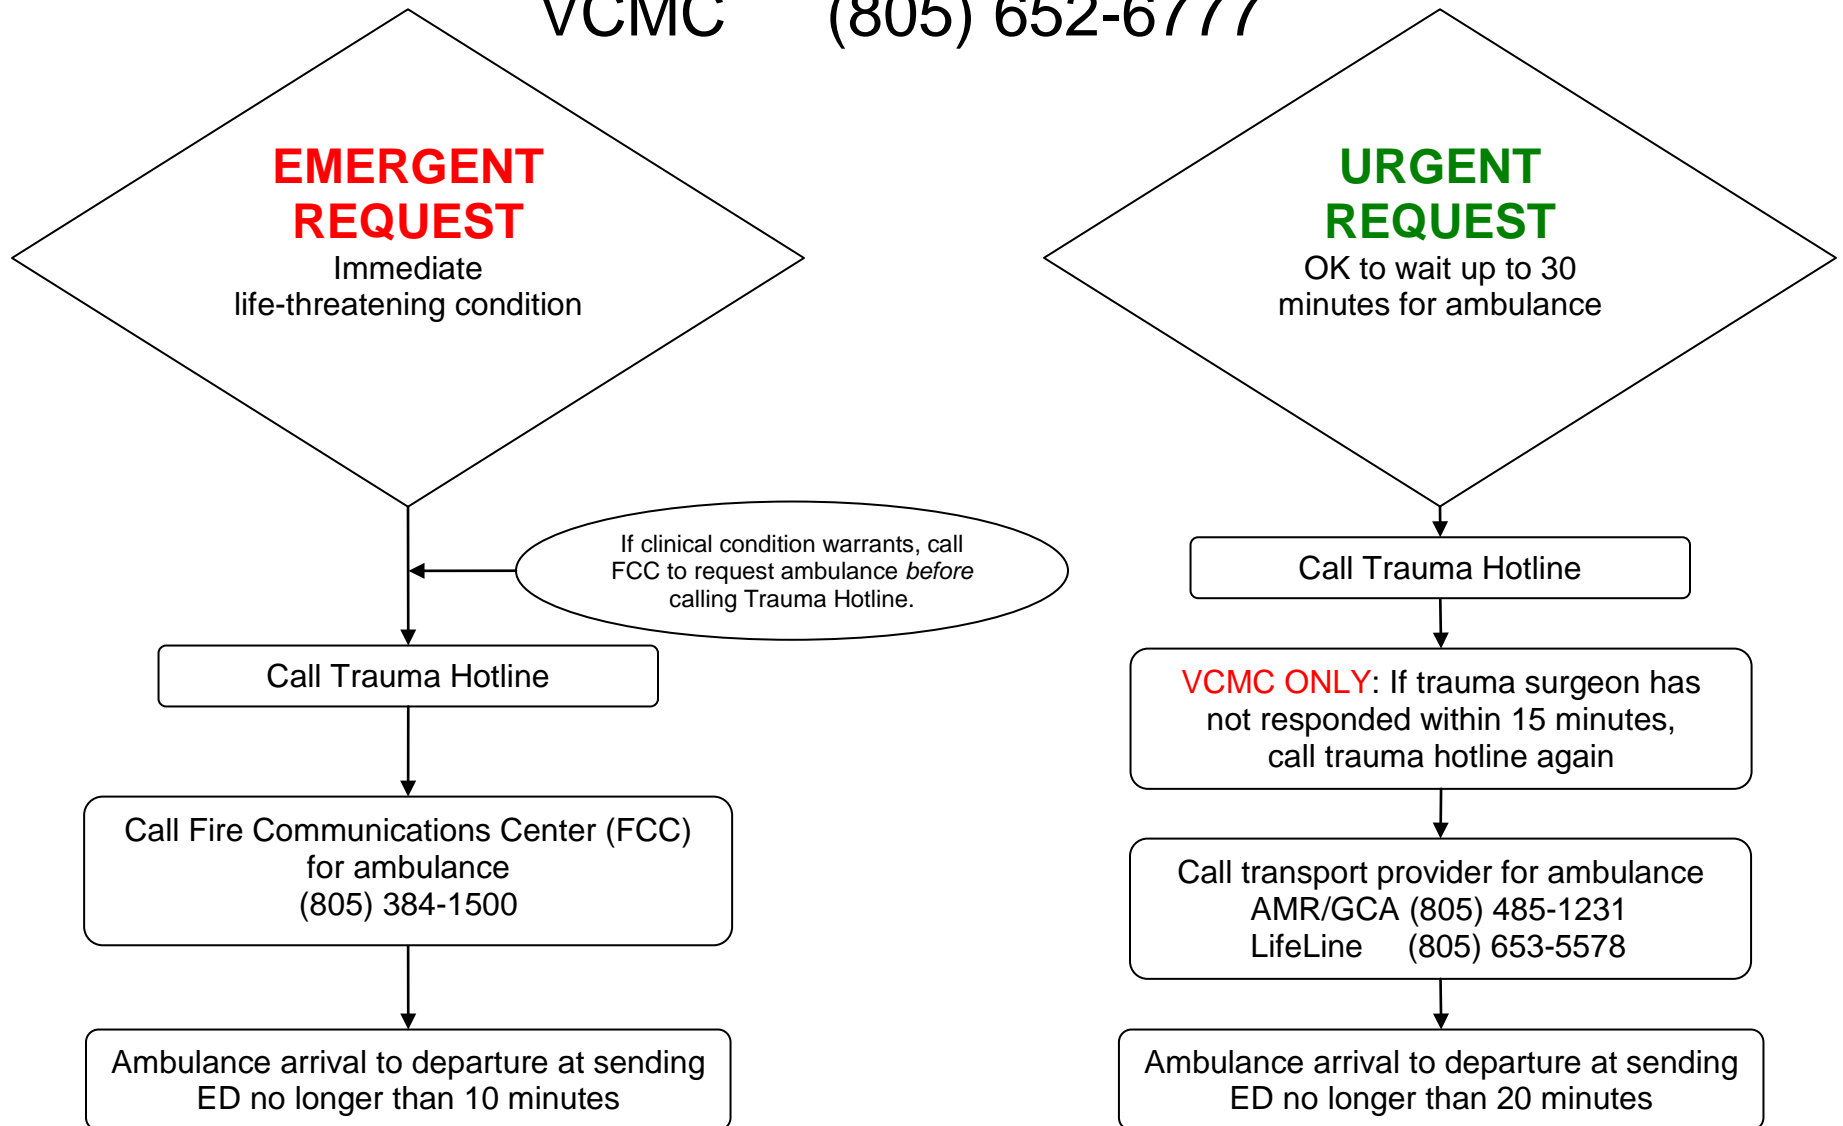 VCMC (805) 652-6777
EMERGENT
REQUEST
Immediate
life-threatening condition
URGENT
REQUEST
OK to wait up to 30
minutes for ambulance
If clinical condition warrants, call
FCC to request ambulance before
calling Trauma Hotline.
Call Trauma Hotline
Call Fire Communications Center (FCC)
for ambulance
(805) 384-1500
Ambulance arrival to departure at sending
ED no longer than 10 minutes
Call Trauma Hotline
VCMC ONLY: If trauma surgeon has
not responded within 15 minutes,
call trauma hotline again
Call transport provider for ambulance
AMR/GCA (805) 485-1231
LifeLine (805) 653-5578
Ambulance arrival to departure at sending
ED no longer than 20 minutes